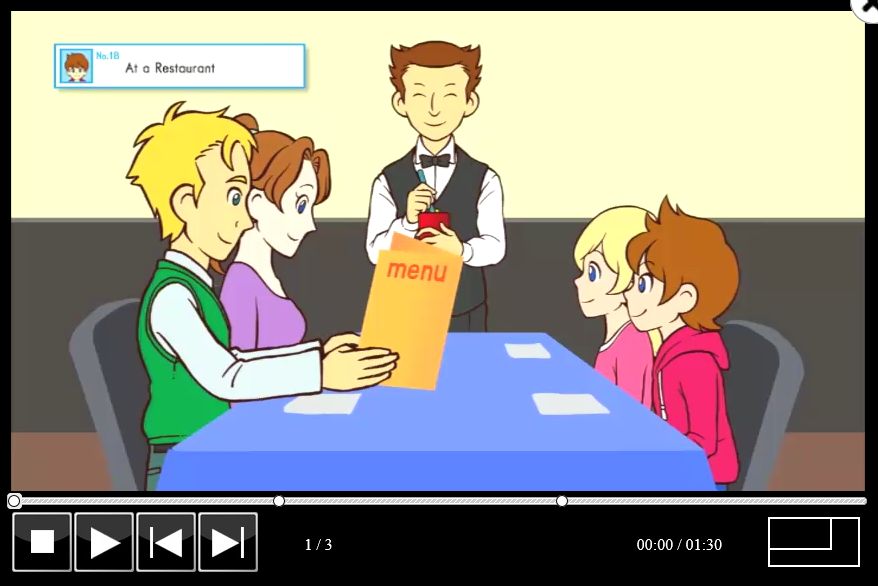 No.18
At a Restaurant
menu
1 / 3
00:00 / 01:30